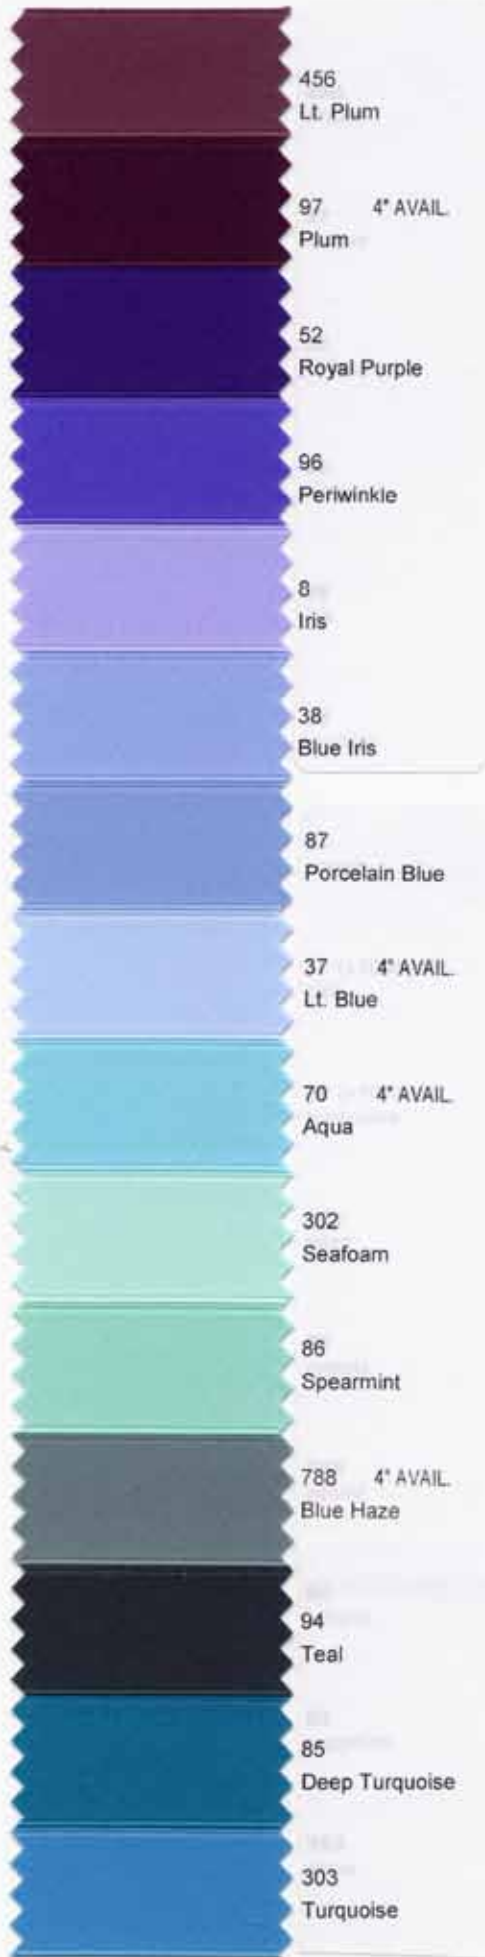 456
Lt. Plum
97 4" AVAIL.
Plum
52
Royal Purple
96
Periwinkle
8
Iris
38
Blue Iris
87
Porcelain Blue
37 4" AVAIL.
Lt. Blue
70 4" AVAIL.
Aqua
302
Seafoam
86
Spearmint
788 4" AVAIL.
Blue Haze
94
Teal
85
Deep Turquoise
303
Turquoise